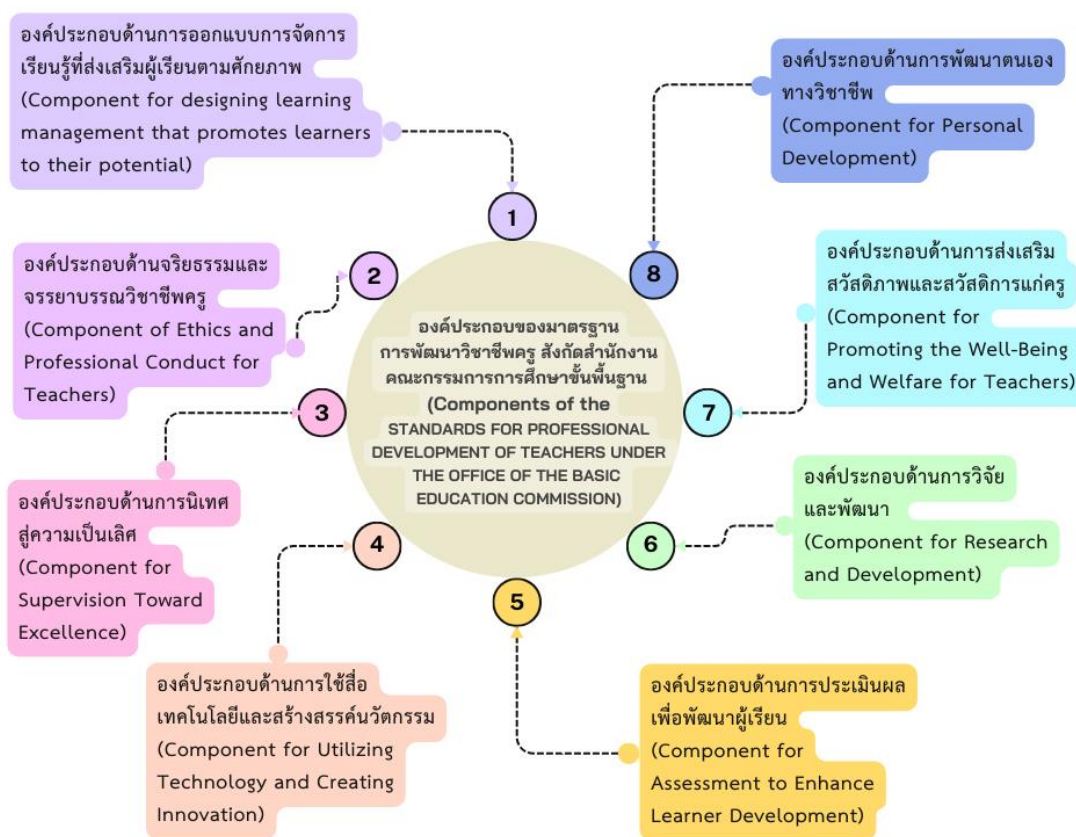 องค์ประกอบด้านการออกแบบการจัดการ
เรียนรู้ที่ส่งเสริมผู้เรียนตามศักยภาพ
(Component for designing learning
management that promotes learners
to their potential)
1
องค์ประกอบด้านจริยธรรมและ
จรรยาบรรณวิชาชีพครู
(Component of Ethics and
Professional Conduct for
Teachers)
2
องค์ประกอบด้านการนิเทศ
สู่ความเป็นเลิศ
(Component for
Supervision Toward
Excellence)
3
องค์ประกอบด้านการใช้สื่อ
เทคโนโลยีและสร้างสรรค์นวัตกรรม
(Component for Utilizing
Technology and Creating
Innovation)
4
องค์ประกอบด้านการประเมินผล
เพื่อพัฒนาผู้เรียน
(Component for
Assessment to Enhance
Learner Development)
5
องค์ประกอบด้านการวิจัย
และพัฒนา
(Component for Research
and Development)
6
องค์ประกอบด้านการส่งเสริม
สวัสดิภาพและสวัสดิการแก่ครู
(Component for
Promoting the Well-Being
and Welfare for Teachers)
7
องค์ประกอบด้านการพัฒนาตนเอง
ทางวิชาชีพ
(Component for Personal
Development)
8
องค์ประกอบของมาตรฐาน
การพัฒนาวิชาชีพครู สังกัดสำนักงาน
คณะกรรมการการศึกษาขั้นพื้นฐาน
(Components of the
STANDARDS FOR PROFESSIONAL
DEVELOPMENT OF TEACHERS UNDER
THE OFFICE OF THE BASIC
EDUCATION COMMISSION)